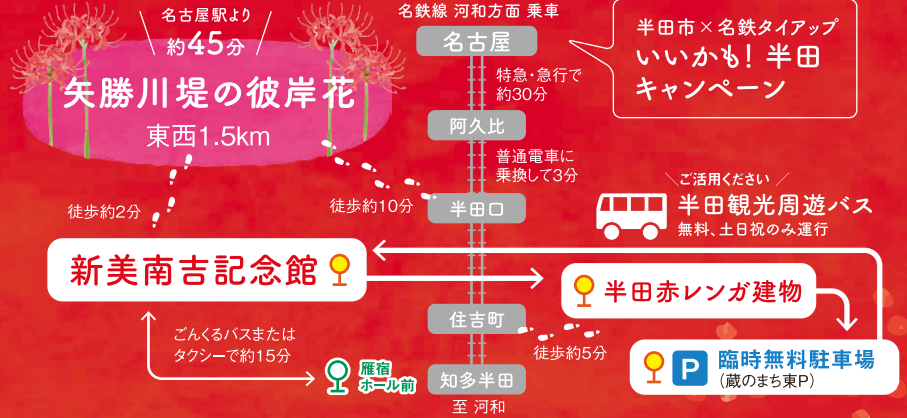 名古屋駅より
約45分
矢勝川堤の彼岸花
東西1.5km
名鉄線 河和方面 乗車
名古屋
特急・急行で
約30分
阿久比
普通電車に
乗換して3分
半田口
住吉町
知多半田
至 河和
半田市×名鉄タイアップ
いいかも! 半田
キャンペーン
徒歩約2分
徒歩約10分
ご活用ください
半田観光周遊バス
無料、土日祝のみ運行
新美南吉記念館
半田赤レンガ建物
徒歩約5分
ごんくるバスまたは
タクシーで約15分
雁宿
ホール前
P
臨時無料駐車場
(蔵のまち東P)